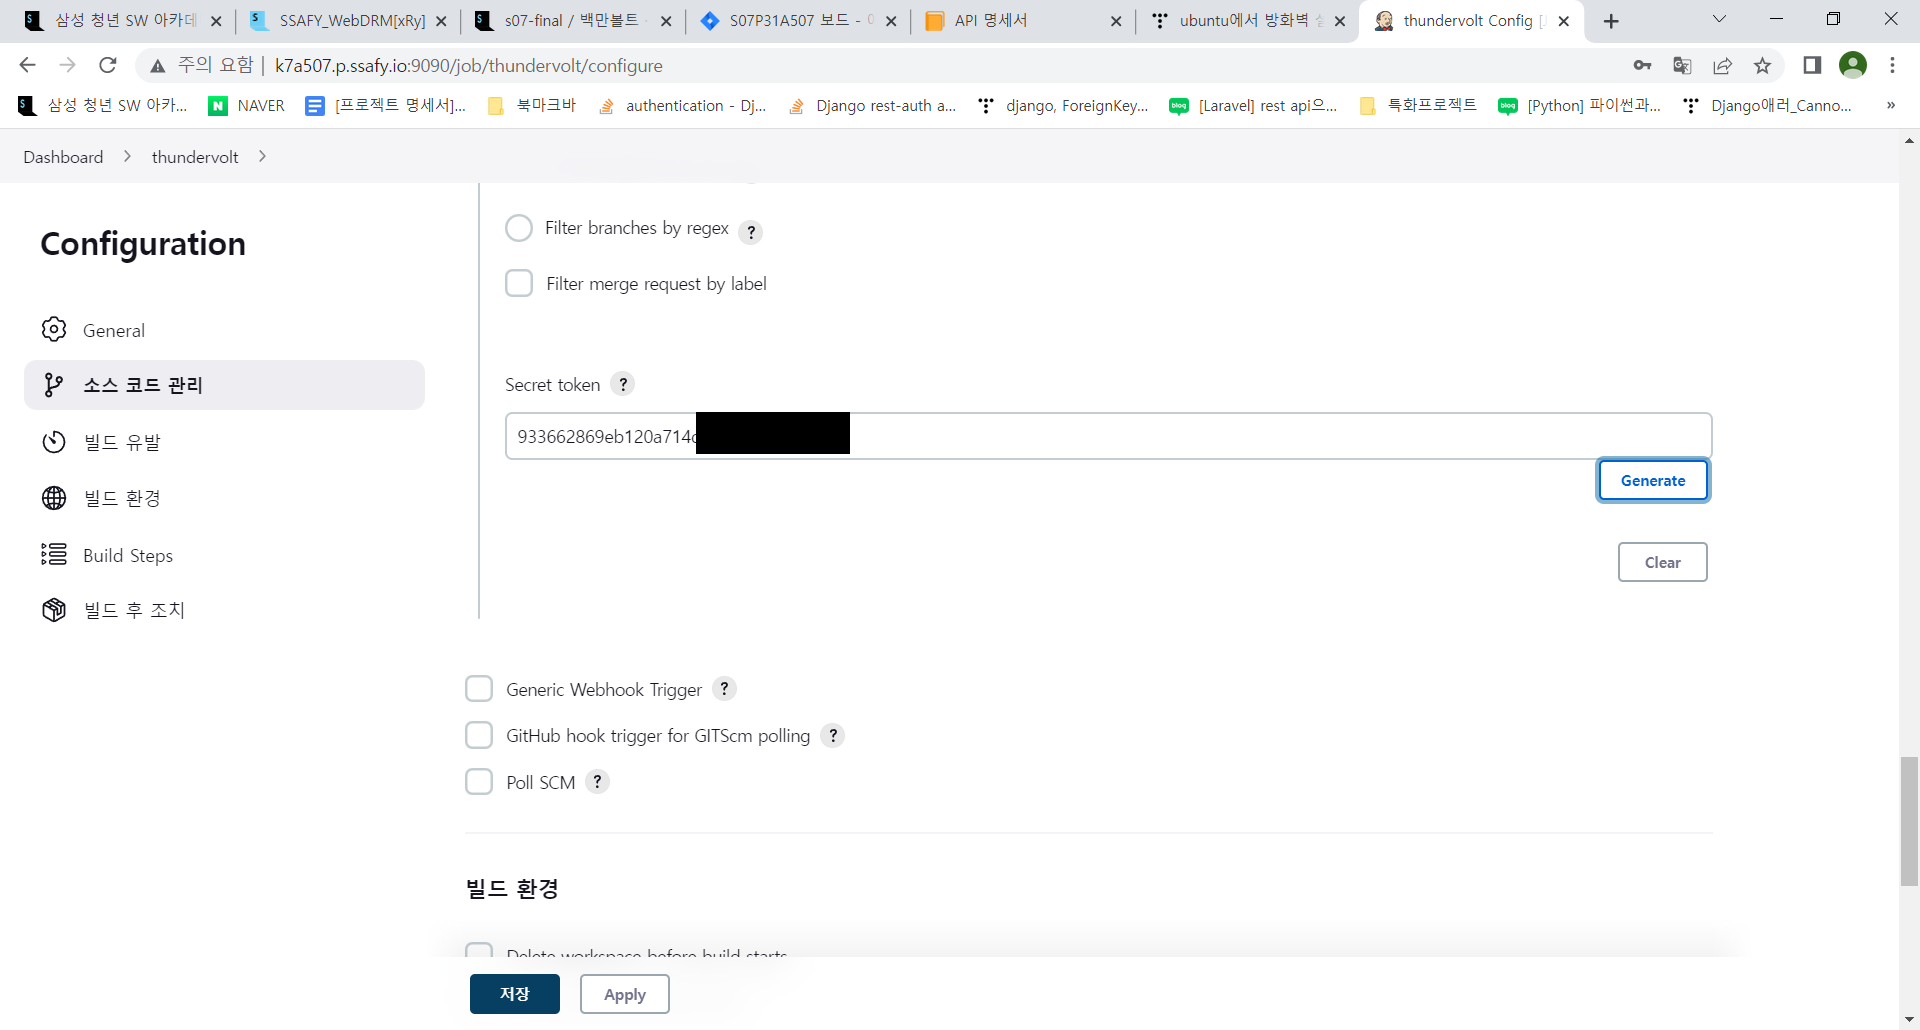 삼성 청년 SW 아카데
SSAFY_WebDRM[xRy]
s07-final / 백만볼트
S07P31A507 보드 -
API 명세서
ubuntu에서 방화벽
thundervolt Config
주의 요함 | k7a507.p.ssafy.io:9090/job/thundervolt/configure
삼성 청년 SW 아카...
NAVER
[프로젝트 명세서]...
북마크바
authentication - Dj...
Django rest-auth a...
django, ForeignKey...
[Laravel] rest api으...
특화프로젝트
[Python] 파이썬과...
Django애러_Canno...
»
Dashboard > thundervolt >
Configuration
General
소스 코드 관리
빌드 유발
빌드 환경
Build Steps
빌드 후 조치
Filter branches by regex ?
Filter merge request by label
Secret token ?
933662869eb120a714
Generate
Clear
Generic Webhook Trigger ?
GitHub hook trigger for GITScm polling ?
Poll SCM ?
빌드 환경
Delete workspace before build starts
저장
Apply